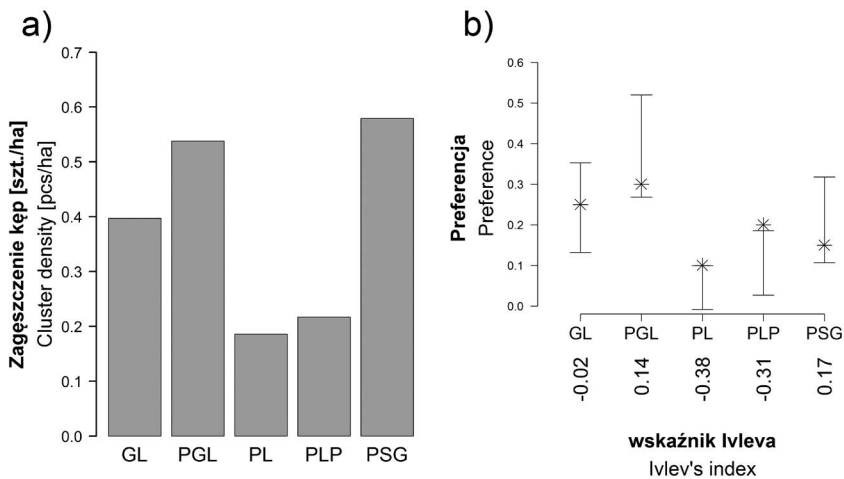 a)
Zagęszczenie kęp [szt./ha]
Cluster density [pcs/ha]
0.7
0.6
0.5
0.4
0.3
0.2
0.1
0.0
GL PGL PL PLP PSG
b)
Preferencja
Preference
0.6
0.5
0.4
0.3
0.2
0.1
0.0
GL PGL PL PLP PSG
-0.02 0.14 -0.38 -0.31 0.17
wskaźnik Ivleva
Ivlev's index